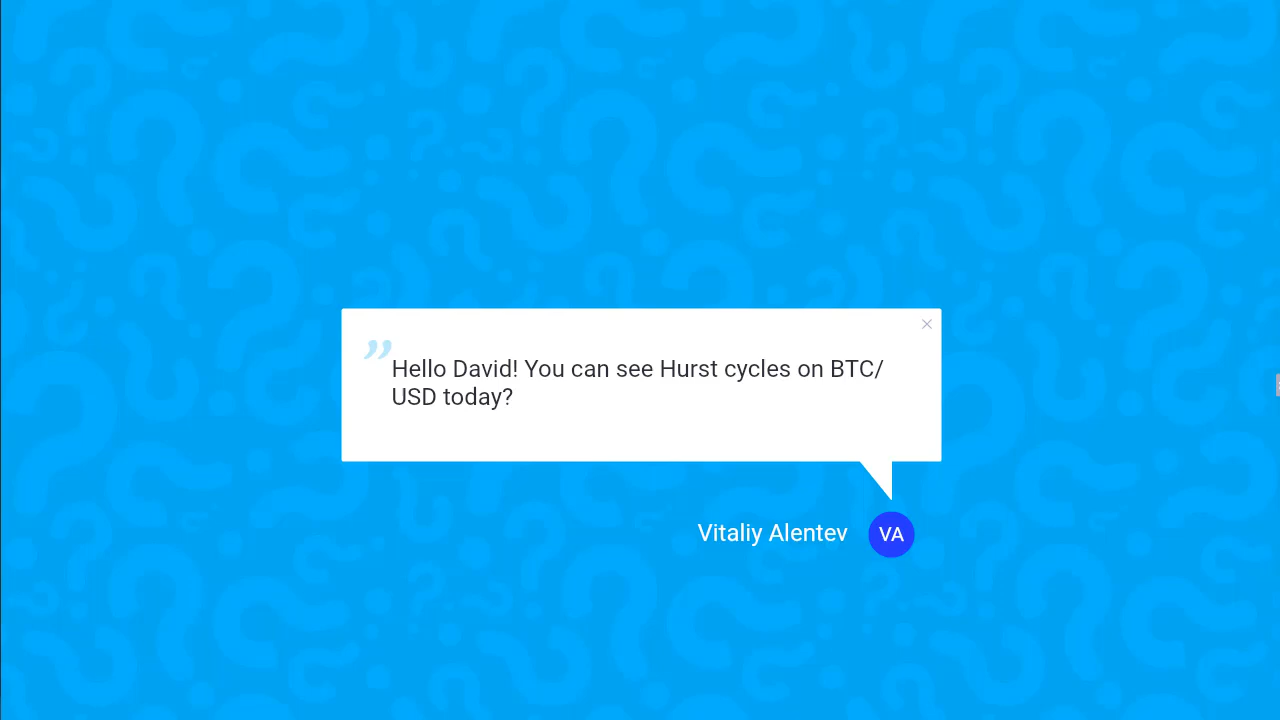 Hello David! You can see Hurst cycles on BTC/
USD today?
Vitaliy Alentev
VA